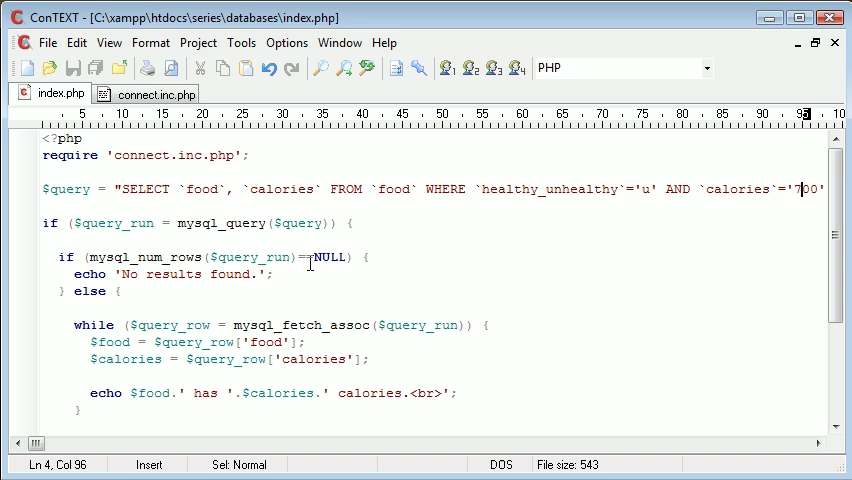 ConTEXT - [C:\xampp\htdocs\series\databases\index.php]
File Edit View Format Project Tools Options Window Help
1 2 3 4 PHP
index.php connect.inc.php
5 10 15 20 25 30 35 40 45 50 55 60 65 70 75 80 85 90 95 10
<?php
require 'connect.inc.php';
$query = "SELECT `food`, `calories` FROM `food` WHERE `healthy_unhealthy`='u' AND `calories`='700'
if ($query_run = mysql_query($query)) {
if (mysql_num_rows($query_run)==NULL) {
echo 'No results found.';
} else {
while ($query_row = mysql_fetch_assoc($query_run)) {
$food = $query_row['food'];
$calories = $query_row['calories'];
echo $food.' has '.$calories.' calories.<br>';
}
Ln 4, Col 96 Insert Sel: Normal DOS File size: 543